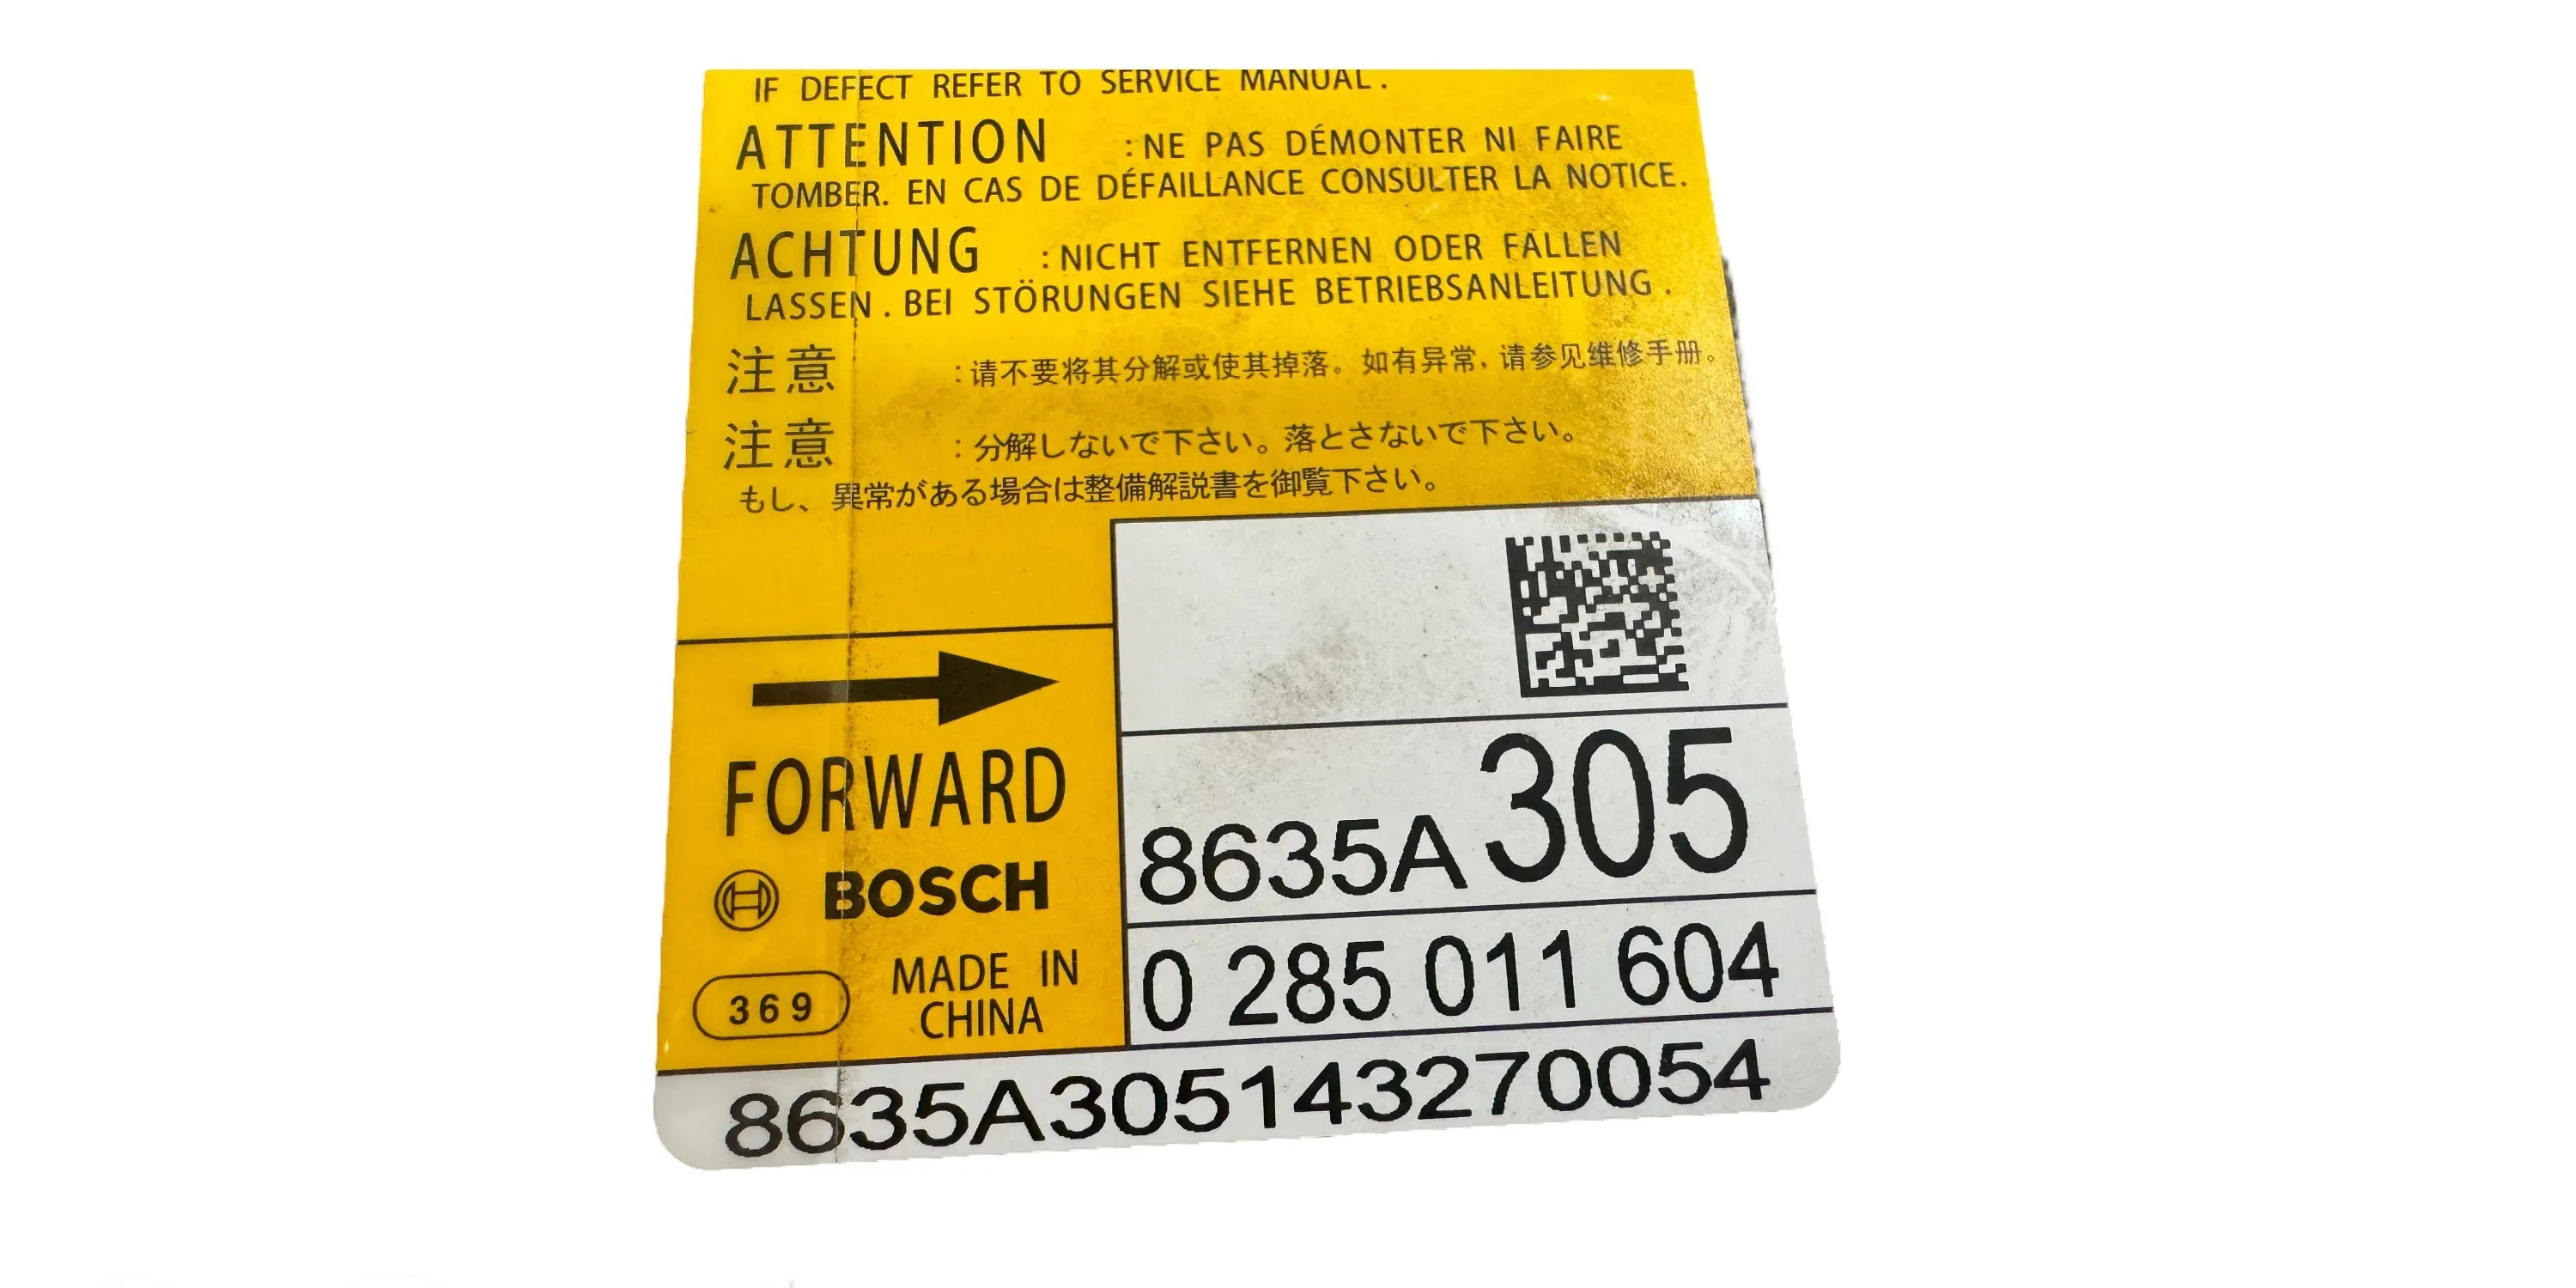 IF DEFECT REFER TO SERVICE MANUAL.
ATTENTION :NE PAS DÉMONTER NI FAIRE
TOMBER. EN CAS DE DÉFAILLANCE CONSULTER LA NOTICE.
ACHTUNG :NICHT ENTFERNEN ODER FALLEN
LASSEN. BEI STÖRUNGEN SIEHE BETRIEBSANLEITUNG.
注意 :请不要将其分解或使其掉落。如有异常,请参见维修手册。
注意 :分解しないで下さい。落とさないで下さい。
もし、異常がある場合は整備解説書を御覧下さい。
FORWARD
BOSCH
369
MADE IN
CHINA
8635A305
0 285 011 604
8635A305143270054